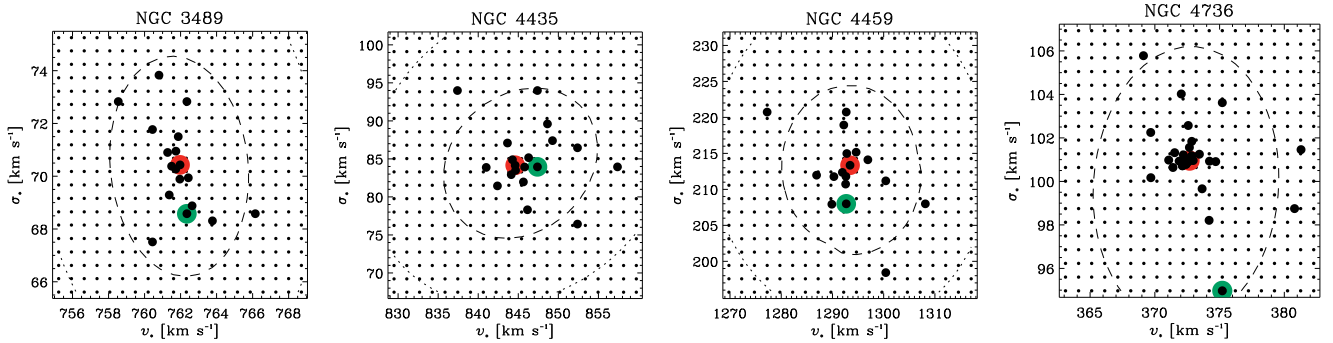 NGC 3489
σ⋆ [km s⁻¹]
74
72
70
68
66
756 758 760 762 764 766 768
v⋆ [km s⁻¹]
NGC 4435
σ⋆ [km s⁻¹]
100
95
90
85
80
75
70
830 835 840 845 850 855
v⋆ [km s⁻¹]
NGC 4459
σ⋆ [km s⁻¹]
230
225
220
215
210
205
200
1270 1280 1290 1300 1310
v⋆ [km s⁻¹]
NGC 4736
σ⋆ [km s⁻¹]
106
104
102
100
98
96
365 370 375 380
v⋆ [km s⁻¹]